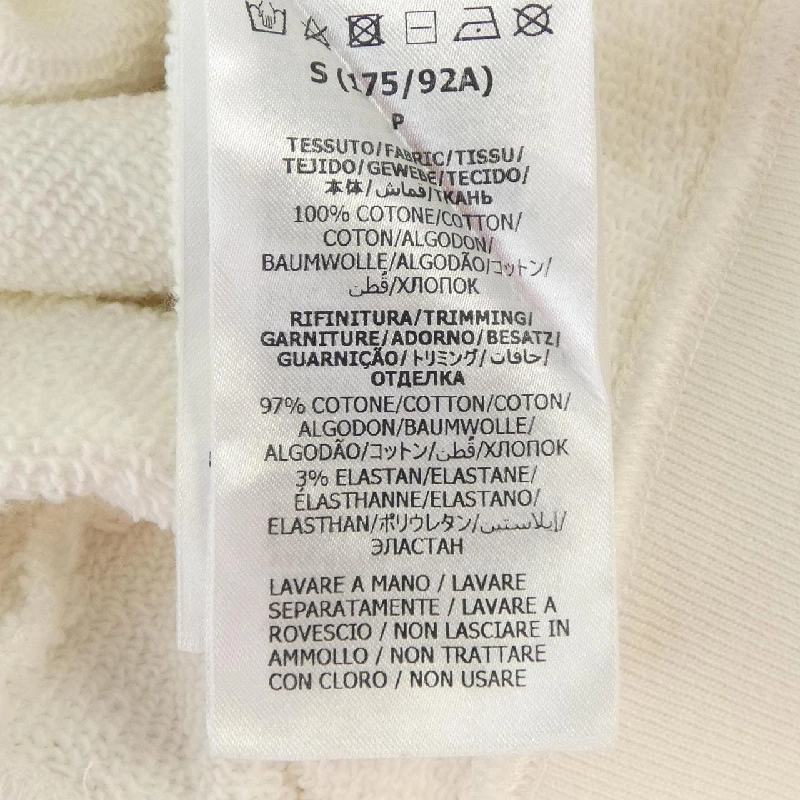 S (175/92A)
P
TESSUTO/FABRIC/TISSU/
TEJIDO/GEWEBE/TECIDO/
本体/قماش/ТКАНЬ
100% COTONE/COTTON/
COTON/ALGODON/
BAUMWOLLE/ALGODÃO/コットン/
قُطن/ХЛОПОК
RIFINITURA/TRIMMING/
GARNITURE/ADORNO/BESATZ/
GUARNIÇÃO/トリミング/حافات/
ОТДЕЛКА
97% COTONE/COTTON/COTON/
ALGODON/BAUMWOLLE/
ALGODÃO/コットン/قُطن/ХЛОПОК
3% ELASTAN/ELASTANE/
ÉLASTHANNE/ELASTANO/
ELASTHAN/ポリウレタン/إيلاستين/
ЭЛАСТАН
LAVARE A MANO / LAVARE
SEPARATAMENTE / LAVARE A
ROVESCIO / NON LASCIARE IN
AMMOLLO / NON TRATTARE
CON CLORO / NON USARE